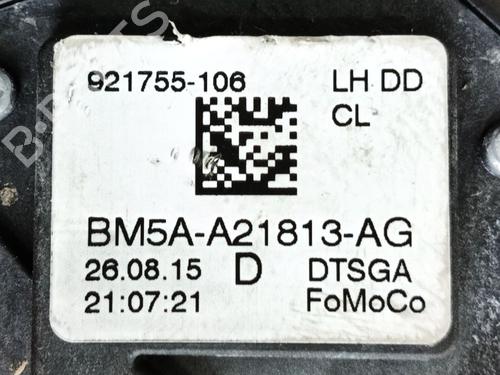 921755-106 LH DD
CL
BM5A-A21813-AG
26.08.15 D DTSGA
21:07:21 FoMoCo